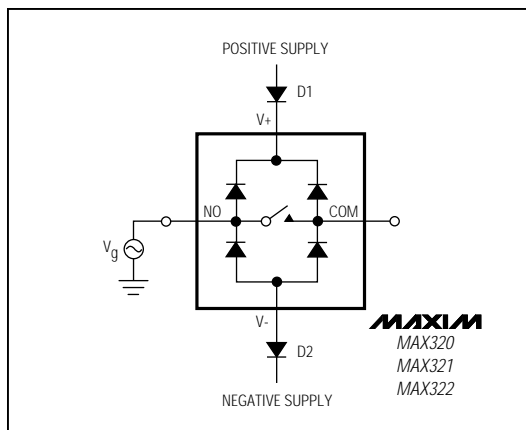 POSITIVE SUPPLY
D1
V+
NO
COM
Vg
V-
MAXIM
D2
MAX320
MAX321
MAX322
NEGATIVE SUPPLY